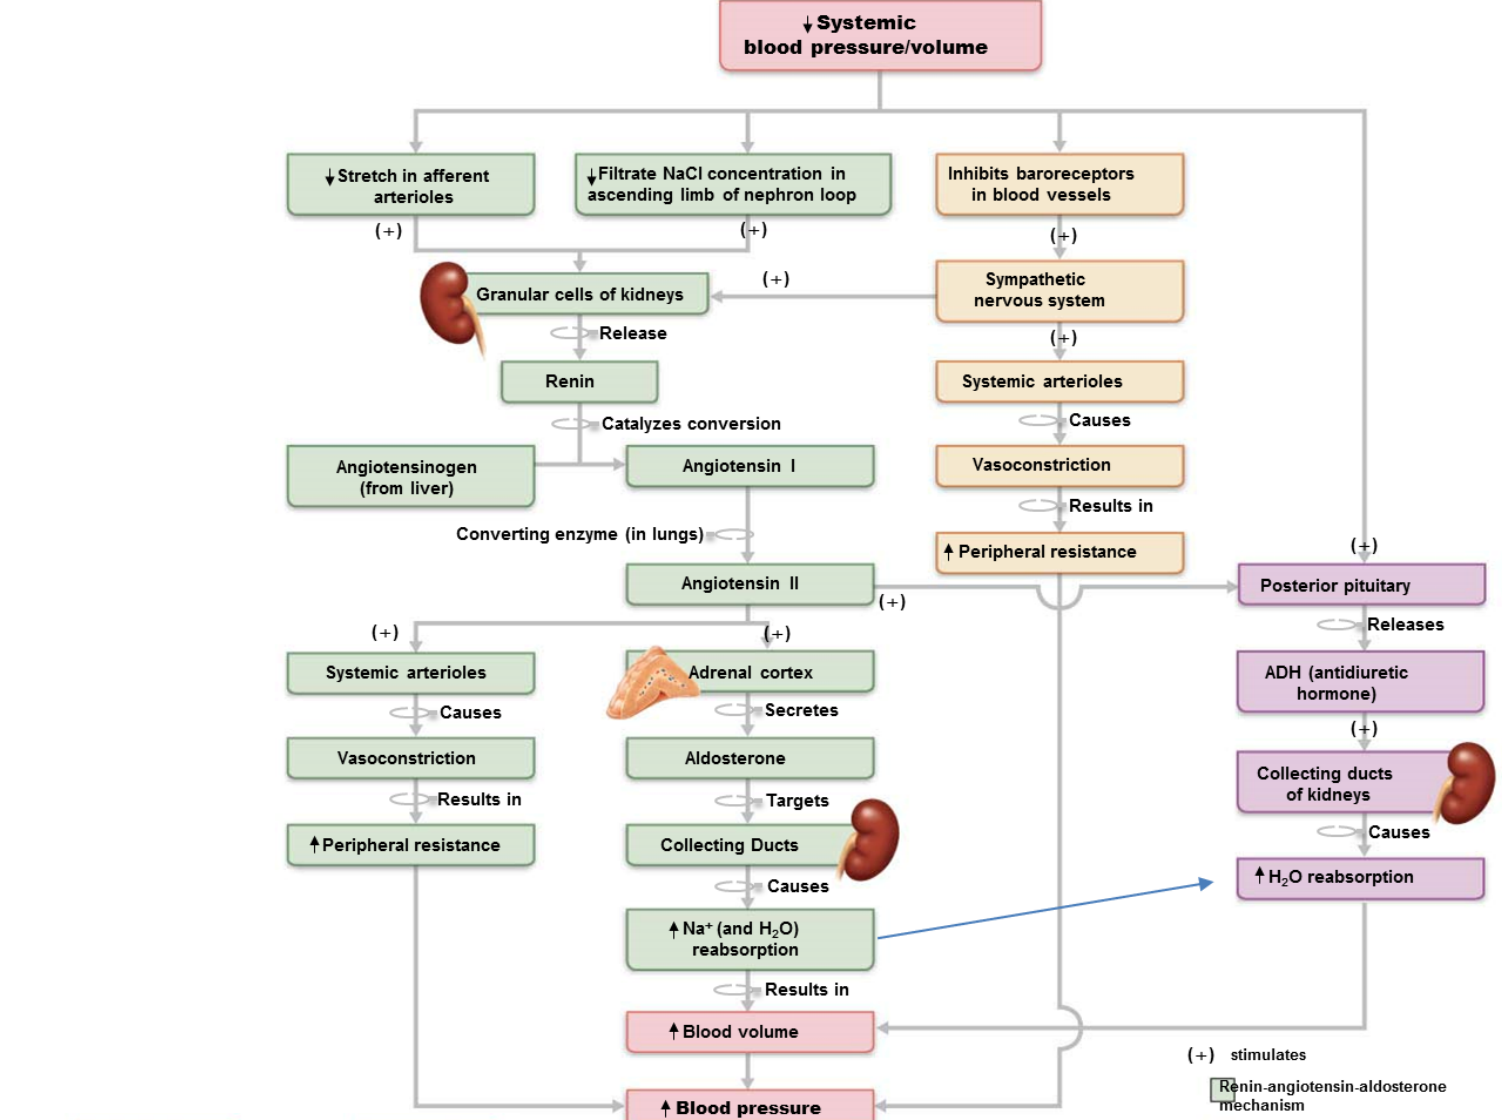 ↓Systemic
blood pressure/volume
↓Stretch in afferent
arterioles
↓Filtrate NaCl concentration in
ascending limb of nephron loop
Inhibits baroreceptors
in blood vessels
(+)
(+)
(+)
Granular cells of kidneys
(+)
Sympathetic
nervous system
Release
(+)
Renin
Systemic arterioles
Catalyzes conversion
Causes
Angiotensinogen
(from liver)
Angiotensin I
Vasoconstriction
Converting enzyme (in lungs)
Results in
↑Peripheral resistance
(+)
Angiotensin II
(+)
Posterior pituitary
Releases
(+)
(+)
Systemic arterioles
Adrenal cortex
ADH (antidiuretic
hormone)
Causes
Secretes
(+)
Vasoconstriction
Aldosterone
Collecting ducts
of kidneys
Results in
Targets
↑Peripheral resistance
Collecting Ducts
Causes
Causes
↑H₂O reabsorption
↑Na⁺ (and H₂O)
reabsorption
Results in
↑Blood volume
(+) stimulates
Renin-angiotensin-aldosterone
mechanism
↑Blood pressure